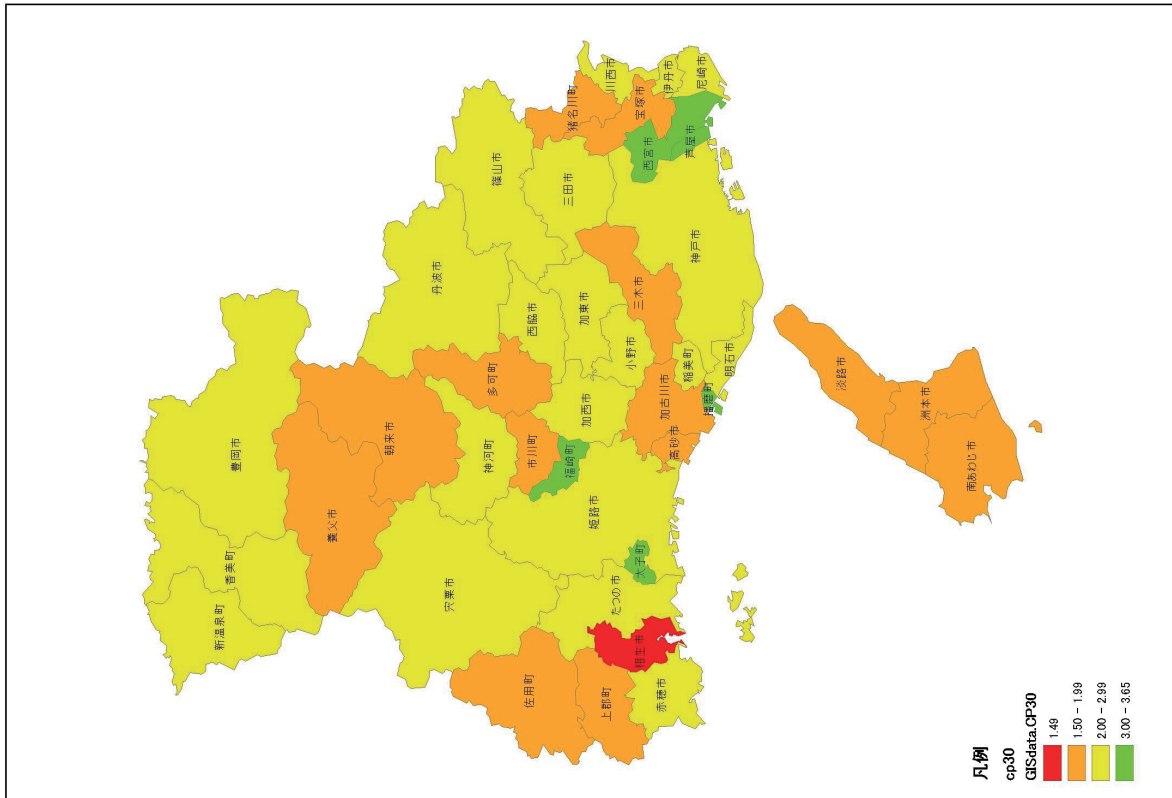 新温泉町
香美町
豊岡市
養父市
朝来市
丹波市
篠山市
宍粟市
神河町
多可町
西脇市
三田市
猪名川町
川西市
佐用町
市川町
福崎町
加西市
加東市
宝塚市
伊丹市
尼崎市
西宮市
芦屋市
上郡町
たつの市
姫路市
小野市
三木市
神戸市
相生市
太子町
加古川市
高砂市
稲美町
播磨町
明石市
赤穂市
淡路市
洲本市
南あわじ市
凡例
cp30
GISdata.CP30
1.49
1.50 - 1.99
2.00 - 2.99
3.00 - 3.65